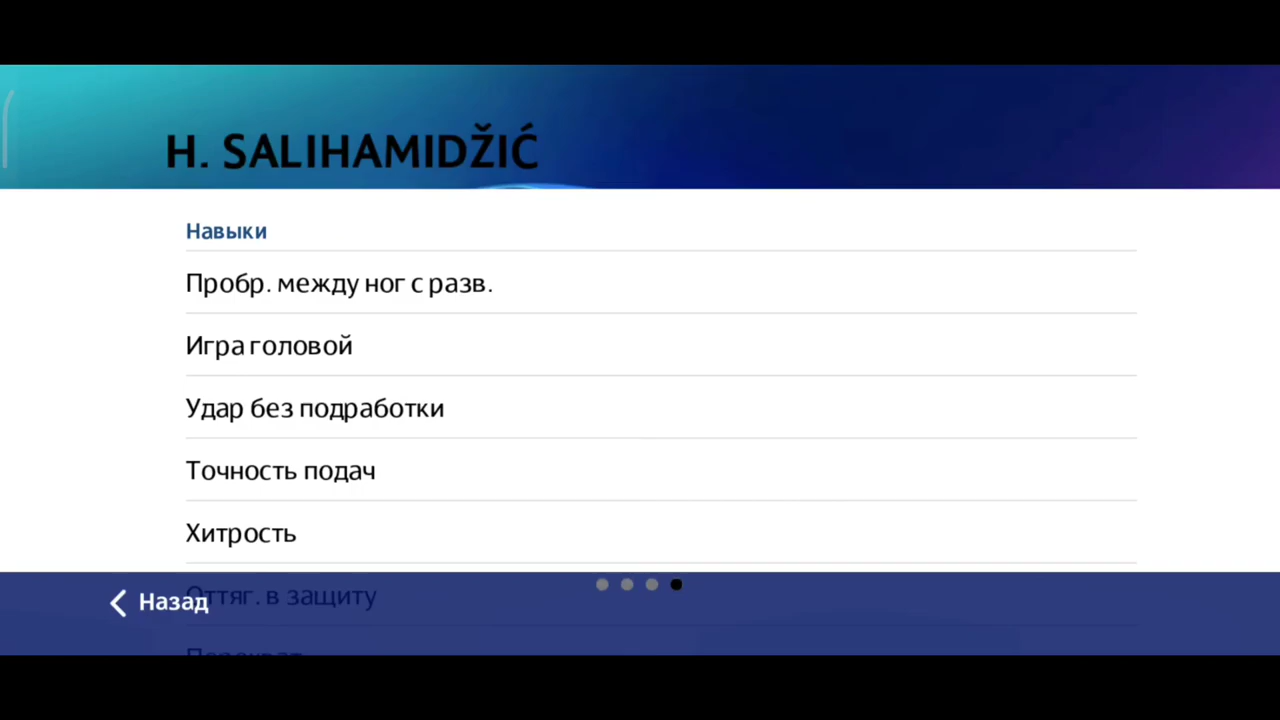 H. SALIHAMIDŽIĆ
Навыки
Пробр. между ног с разв.
Игра головой
Удар без подработки
Точность подач
Хитрость
Оттяг. в защиту
Назад